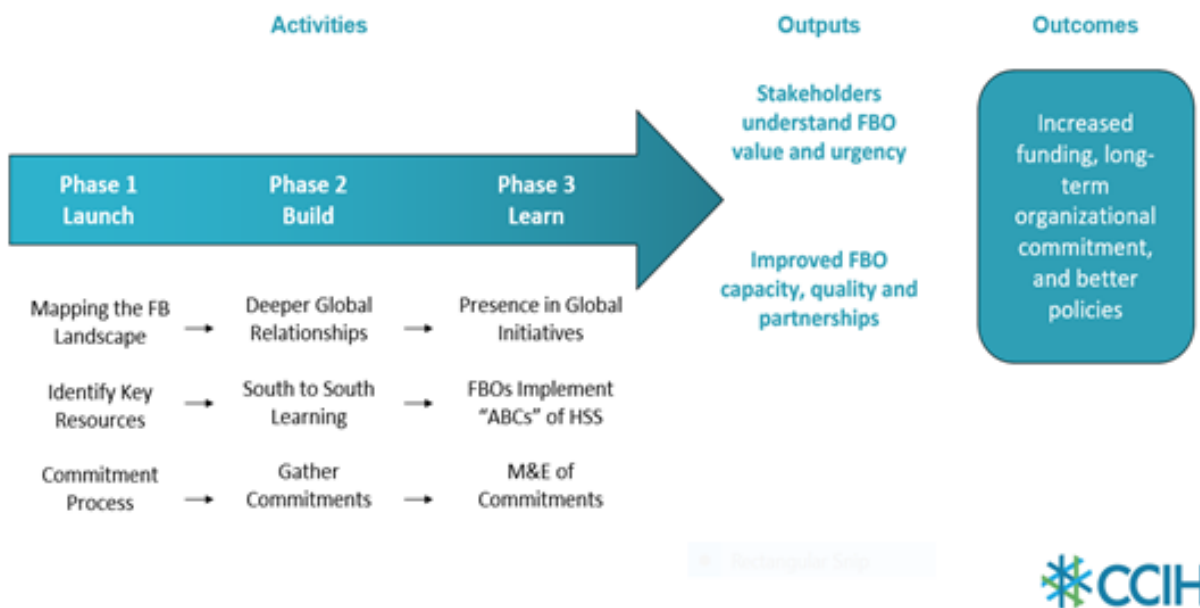 Activities
Outputs
Outcomes
Phase 1
Launch
Phase 2
Build
Phase 3
Learn
Stakeholders
understand FBO
value and urgency
Improved FBO
capacity, quality and
partnerships
Increased
funding, long-
term
organizational
commitment,
and better
policies
Mapping the FB
Landscape
Deeper Global
Relationships
Presence in Global
Initiatives
Identify Key
Resources
South to South
Learning
FBOs Implement
“ABCs” of HSS
Commitment
Process
Gather
Commitments
M&E of
Commitments
Rectangular Snip
CCIH